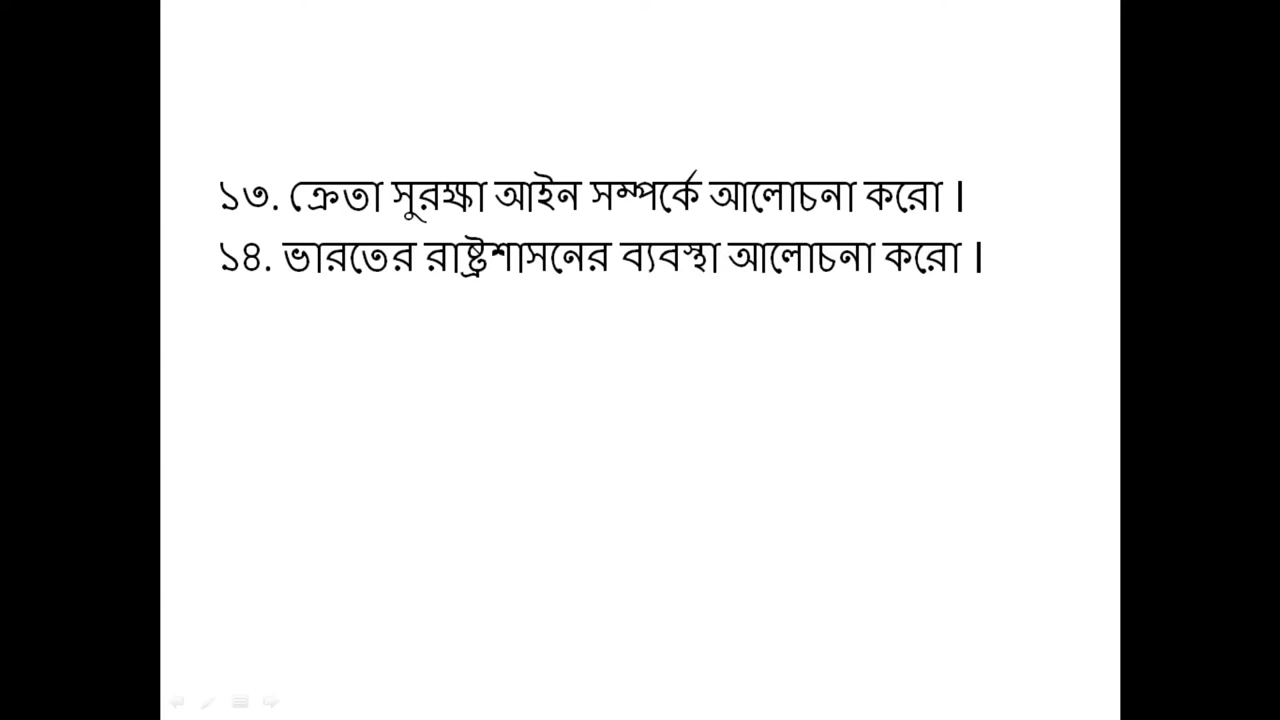 ১৩. ক্রেতা সুরক্ষা আইন সম্পর্কে আলোচনা করো ।
১৪. ভারতের রাষ্ট্রশাসনের ব্যবস্থা আলোচনা করো ।